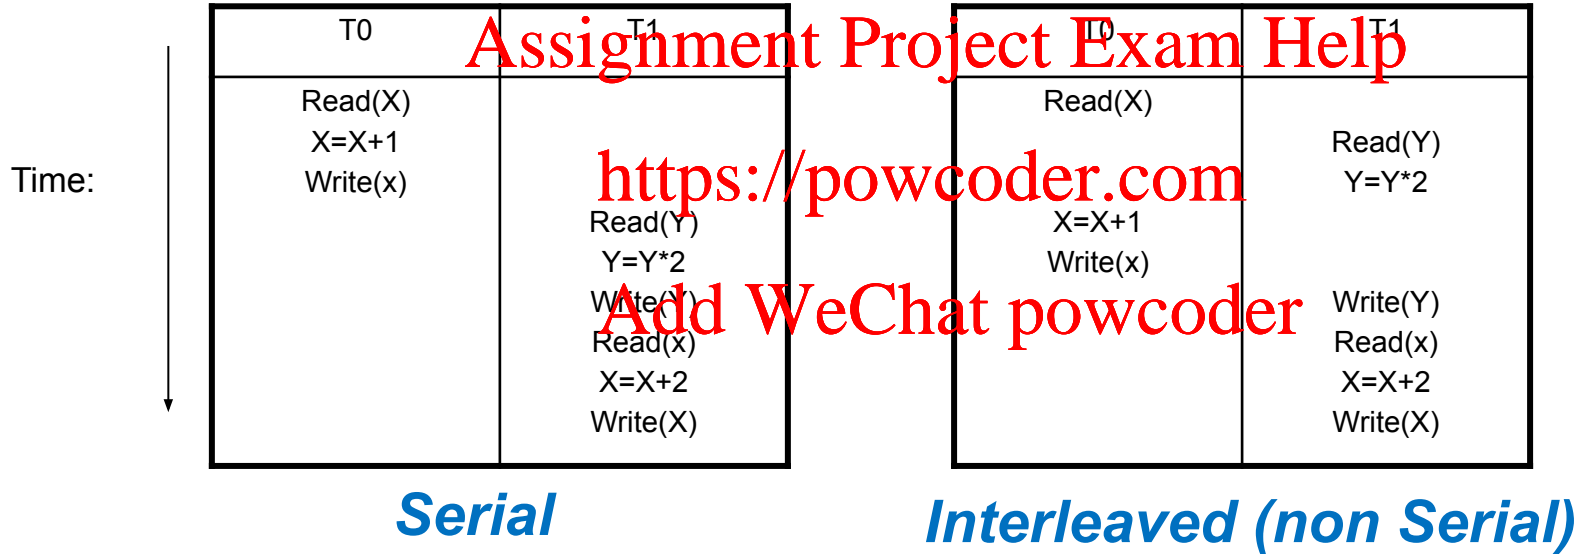 T0
T1
Read(X)
X=X+1
Write(x)
Read(Y)
Y=Y*2
Write(Y)
Read(x)
X=X+2
Write(X)
Time:
T0
T1
Read(X)
Read(Y)
Y=Y*2
X=X+1
Write(x)
Write(Y)
Read(x)
X=X+2
Write(X)
Assignment Project Exam Help
https://powcoder.com
Add WeChat powcoder
Serial
Interleaved (non Serial)